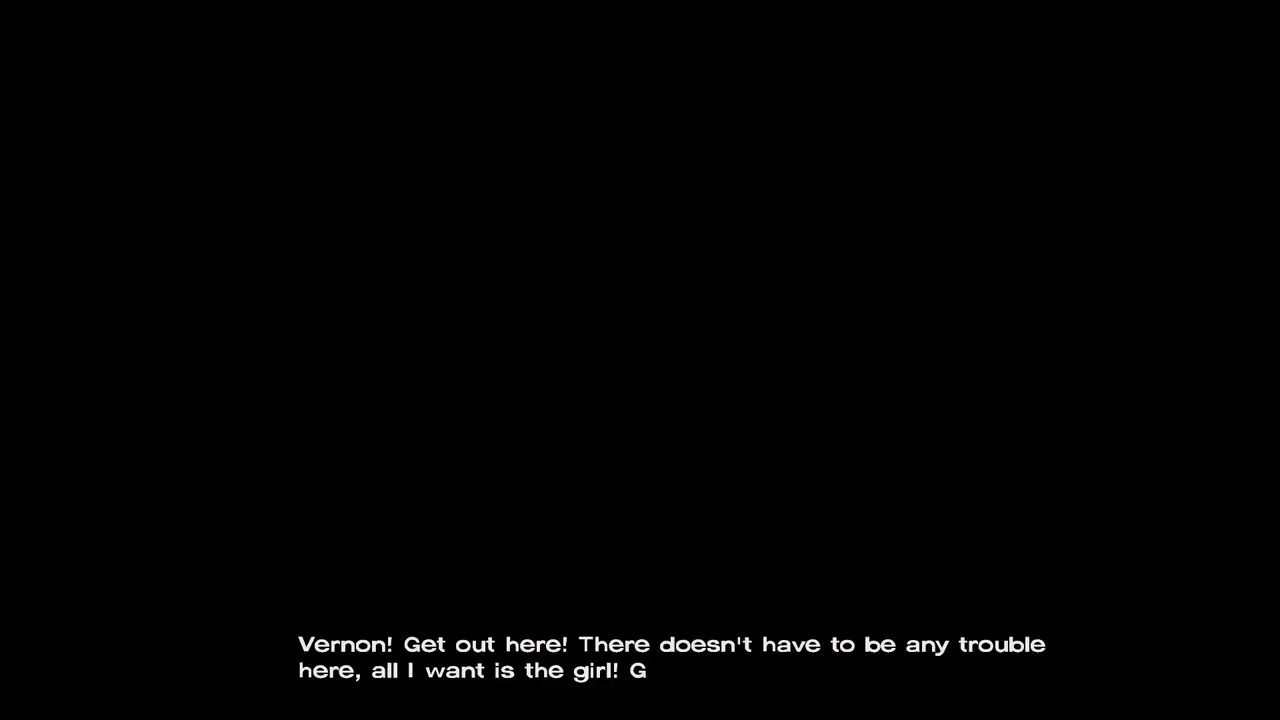 Vernon! Get out here! There doesn't have to be any trouble
here, all I want is the girl! G